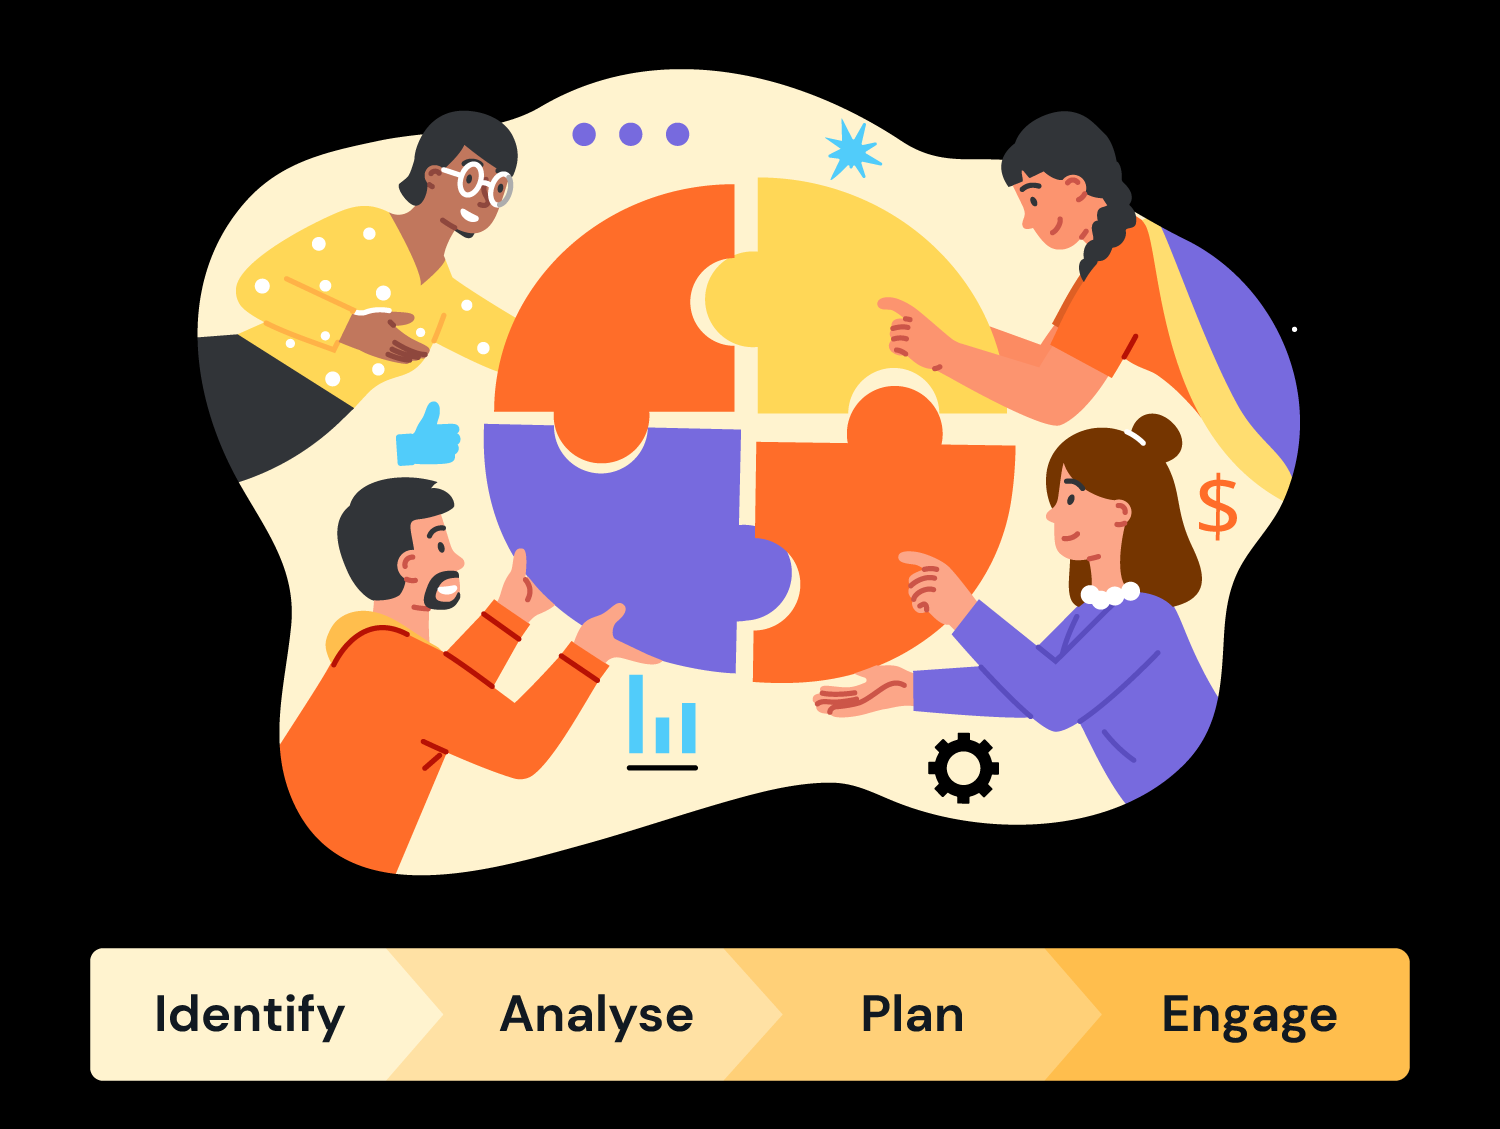 $
Identify
Analyse
Plan
Engage